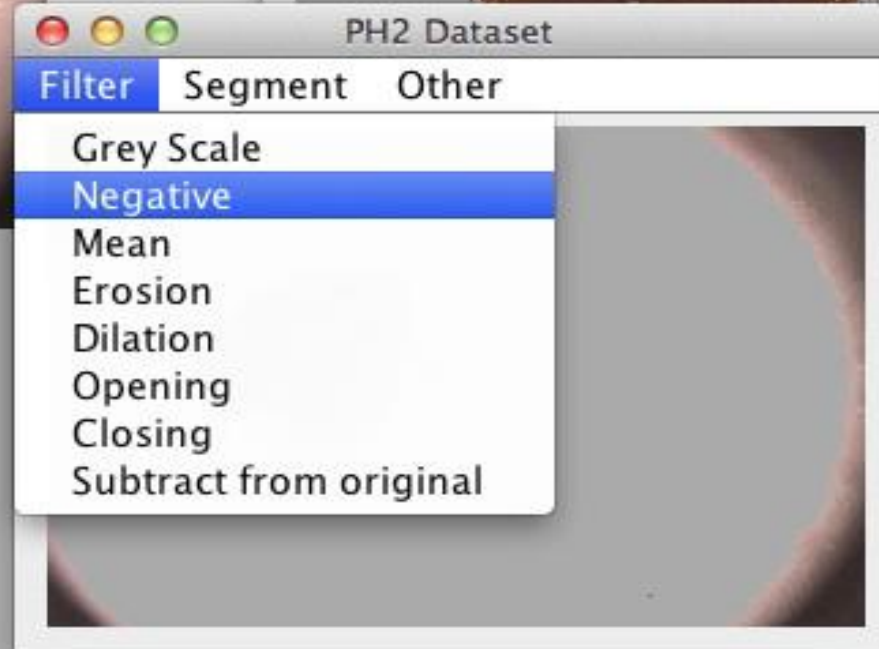 PH2 Dataset
Filter Segment Other
Grey Scale
Negative
Mean
Erosion
Dilation
Opening
Closing
Subtract from original